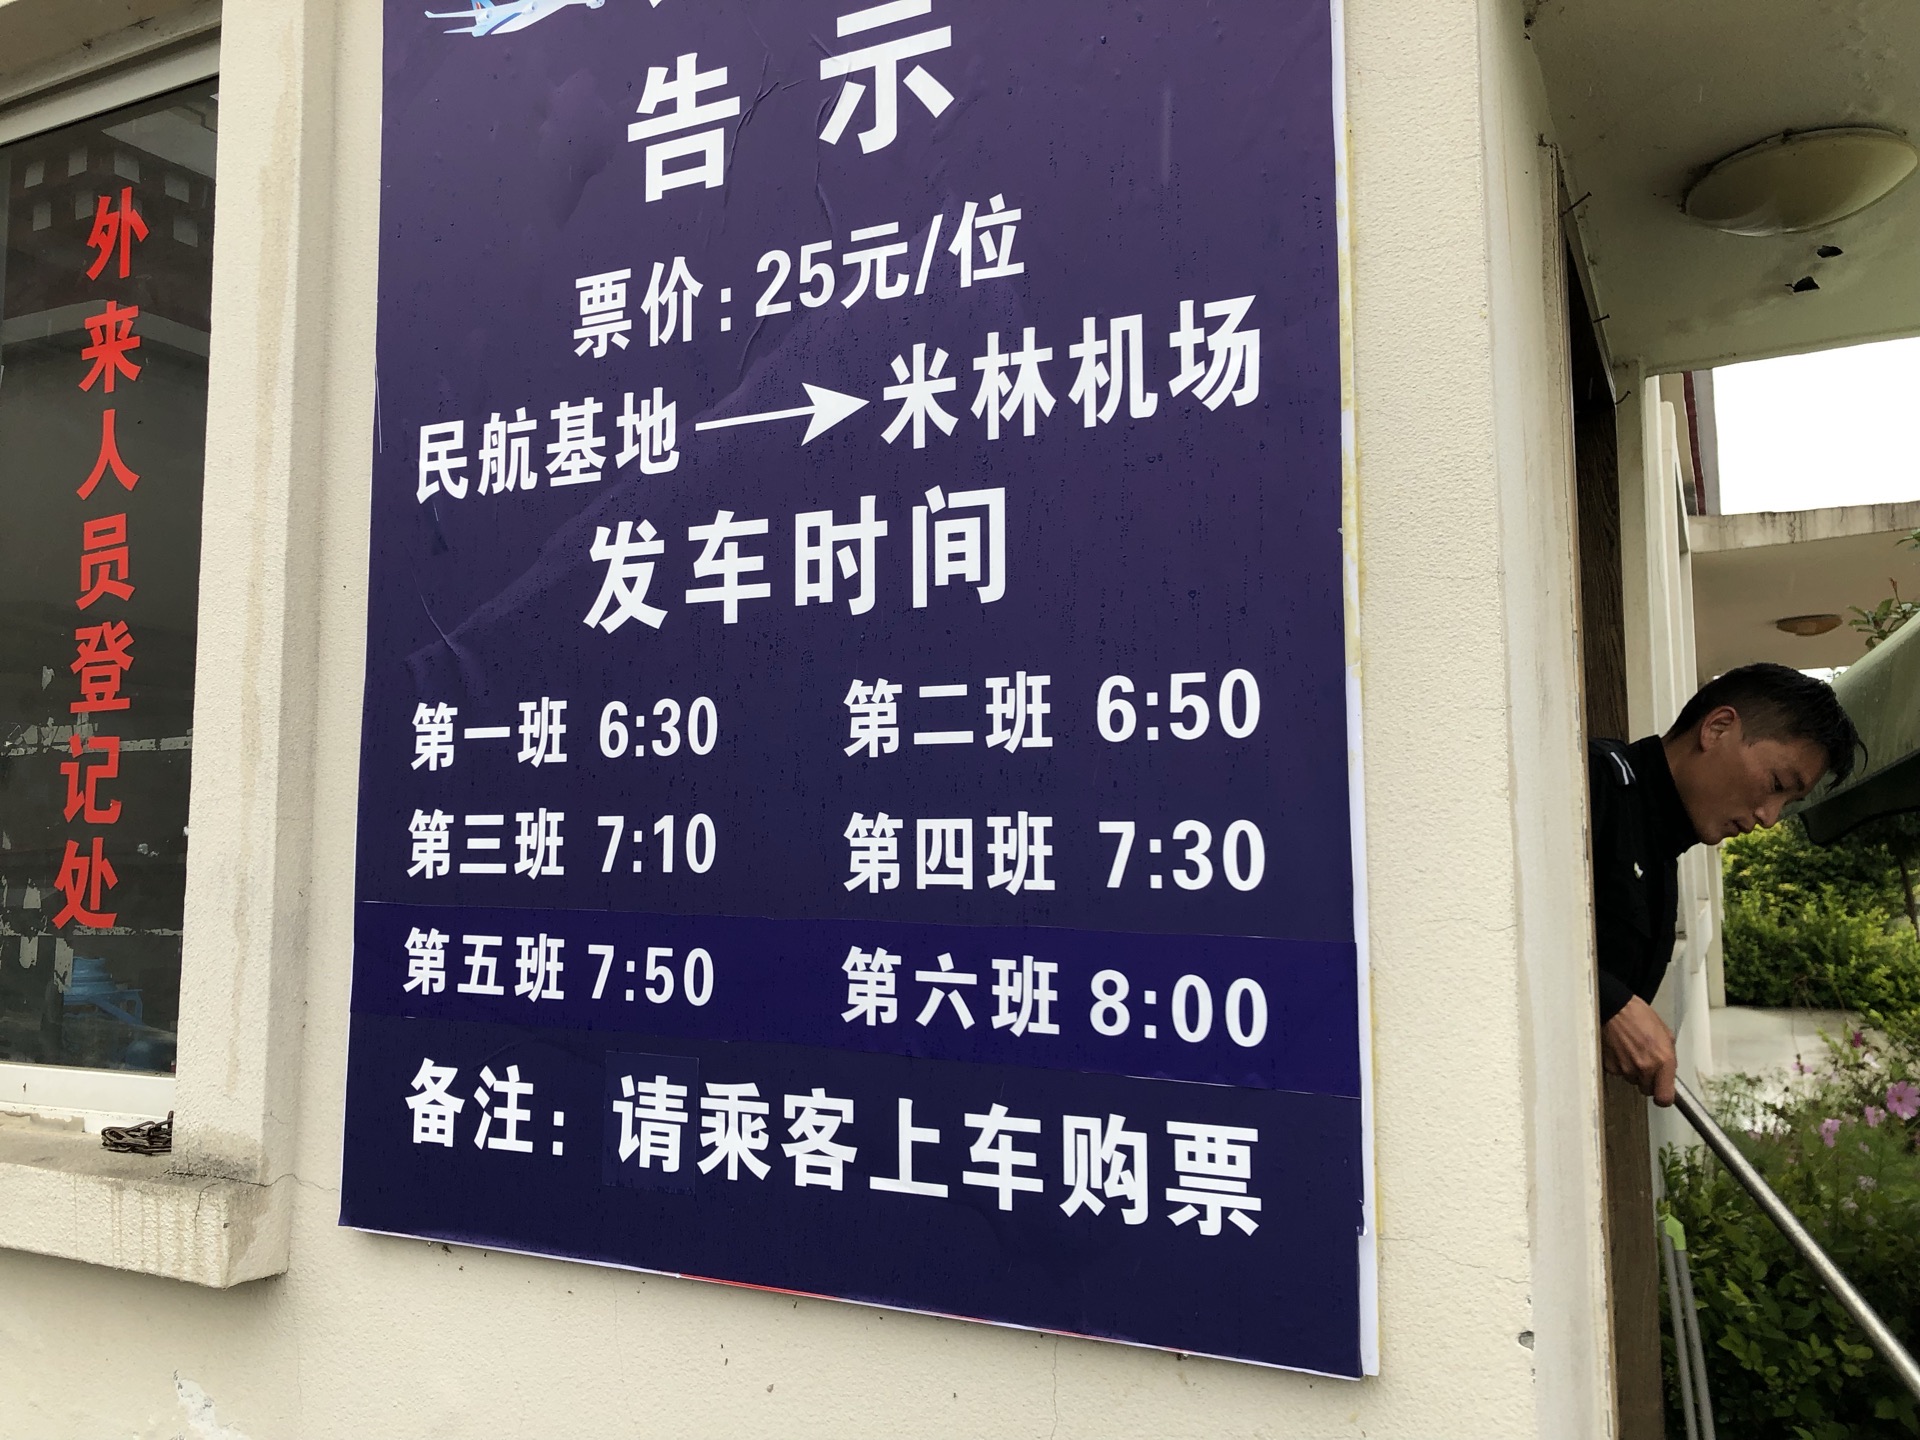 外来人员登记处
告示
票价:25元/位
民航基地→米林机场
发车时间
第一班 6:30 第二班 6:50
第三班 7:10 第四班 7:30
第五班 7:50 第六班 8:00
备注:请乘客上车购票